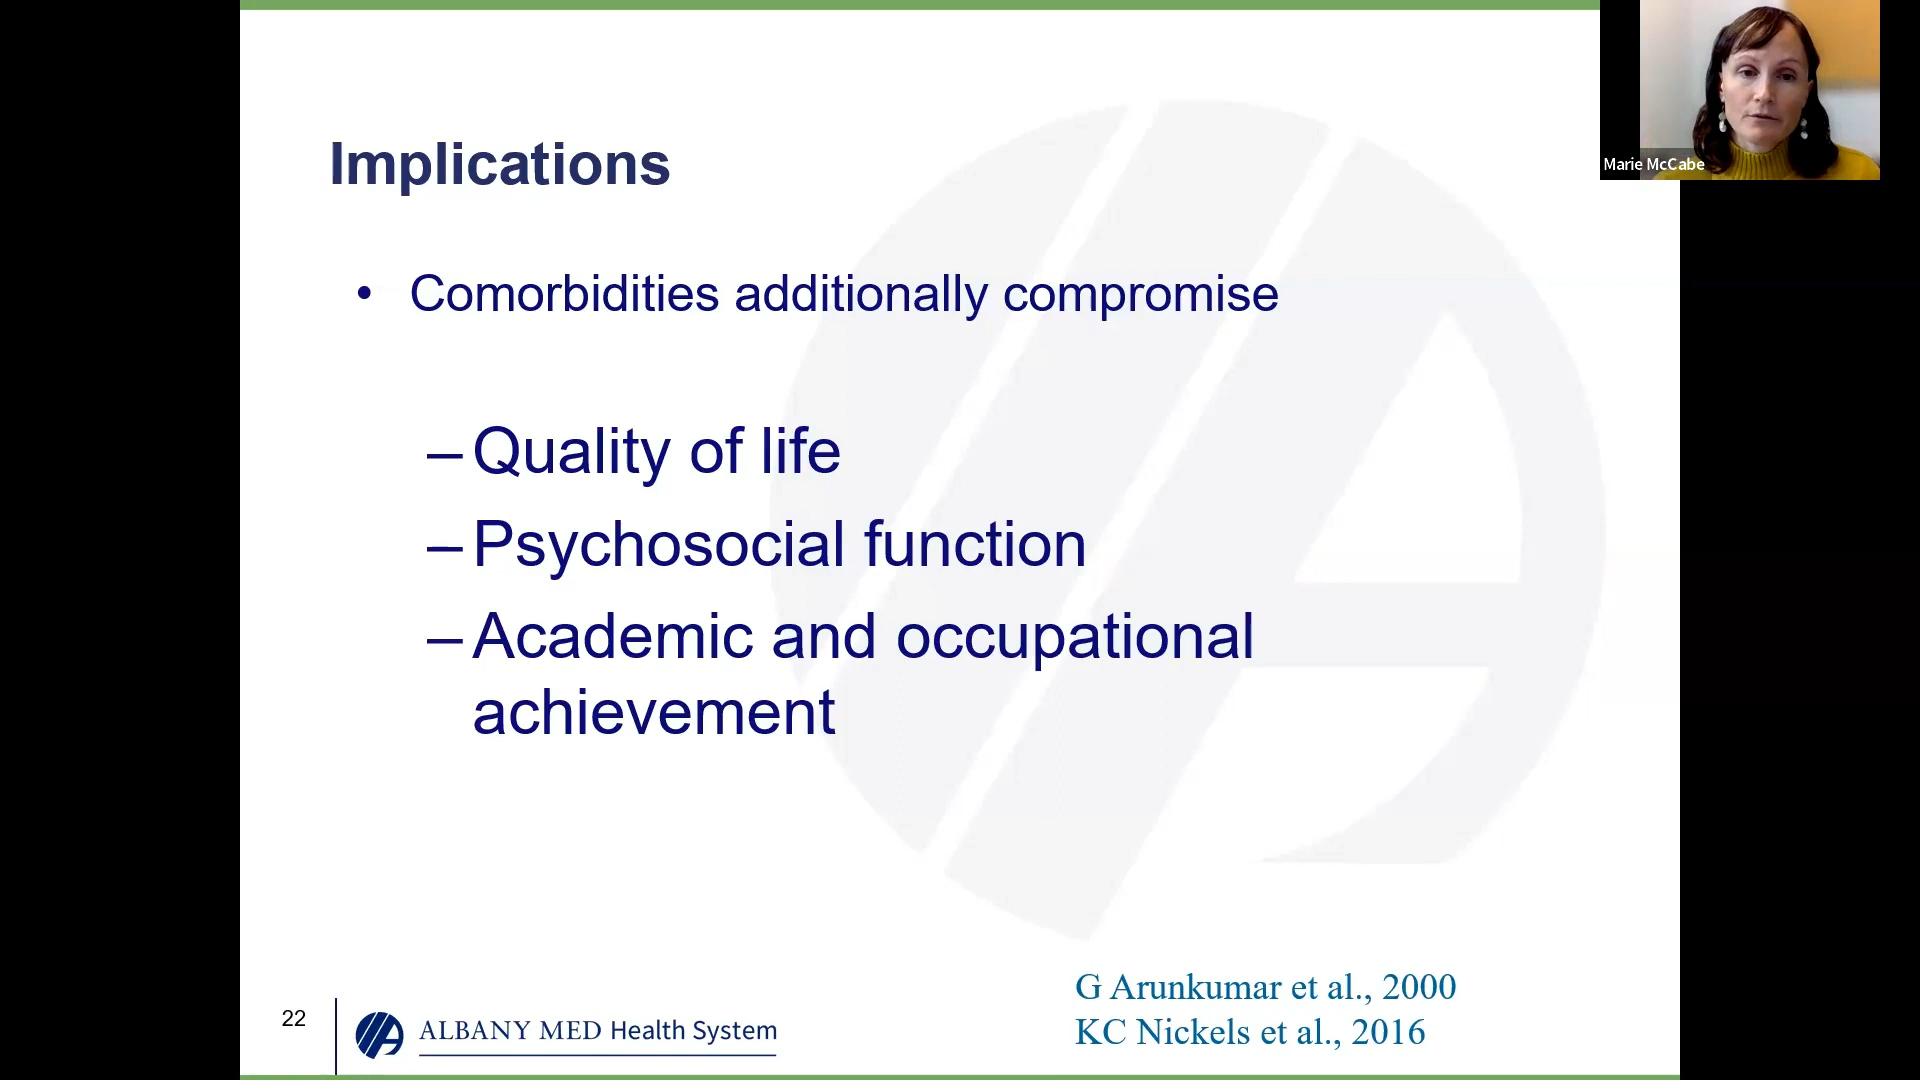 Implications
• Comorbidities additionally compromise
– Quality of life
– Psychosocial function
– Academic and occupational
achievement
G Arunkumar et al., 2000
KC Nickels et al., 2016
22
ALBANY MED Health System
Marie McCabe